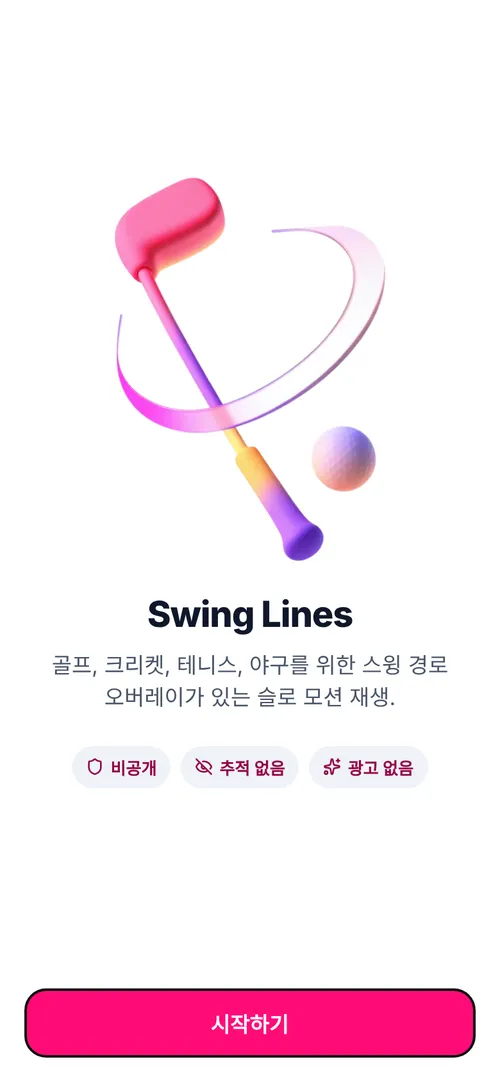 Swing Lines
골프, 크리켓, 테니스, 야구를 위한 스윙 경로
오버레이가 있는 슬로 모션 재생.
비공개
추적 없음
광고 없음
시작하기